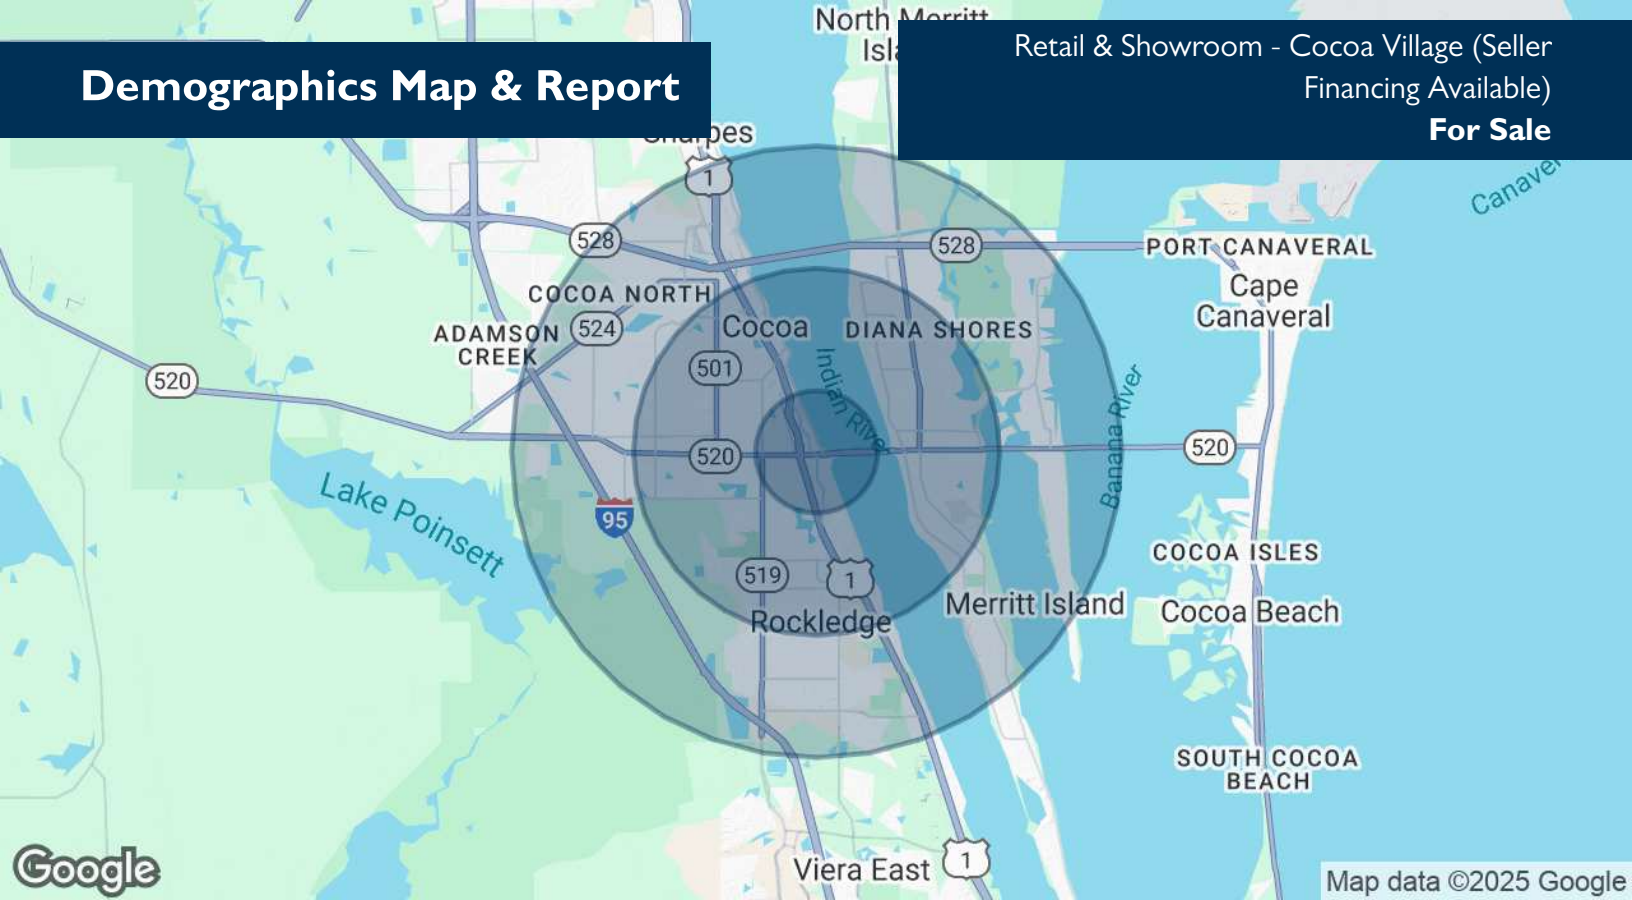 North Merritt
Demographics Map & Report
Retail & Showroom - Cocoa Village (Seller
Financing Available)
For Sale
1
528
528
PORT CANAVERAL
Cape
Canaveral
COCOA NORTH
524
ADAMSON
CREEK
Cocoa
DIANA SHORES
501
520
Indian River
Banana River
520
520
Lake Poinsett
95
519
1
COCOA ISLES
Merritt Island
Cocoa Beach
Rockledge
SOUTH COCOA
BEACH
Viera East
1
Google
Map data ©2025 Google